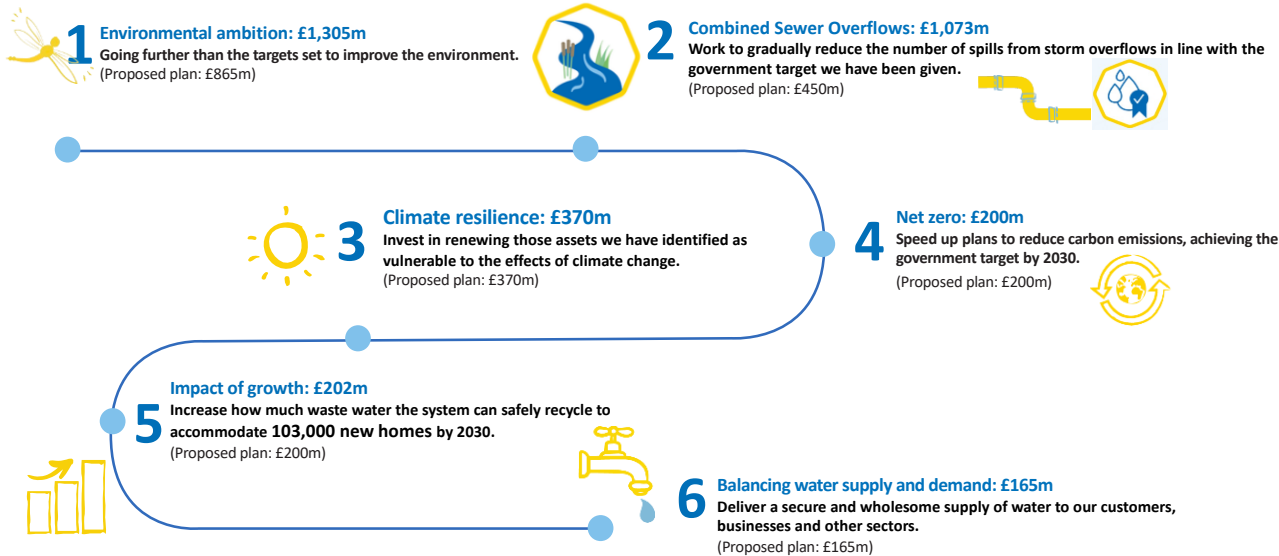 1
Environmental ambition: £1,305m
Going further than the targets set to improve the environment.
(Proposed plan: £865m)
2
Combined Sewer Overflows: £1,073m
Work to gradually reduce the number of spills from storm overflows in line with the
government target we have been given.
(Proposed plan: £450m)
3
Climate resilience: £370m
Invest in renewing those assets we have identified as
vulnerable to the effects of climate change.
(Proposed plan: £370m)
4
Net zero: £200m
Speed up plans to reduce carbon emissions, achieving the
government target by 2030.
(Proposed plan: £200m)
5
Impact of growth: £202m
Increase how much waste water the system can safely recycle to
accommodate 103,000 new homes by 2030.
(Proposed plan: £200m)
6
Balancing water supply and demand: £165m
Deliver a secure and wholesome supply of water to our customers,
businesses and other sectors.
(Proposed plan: £165m)